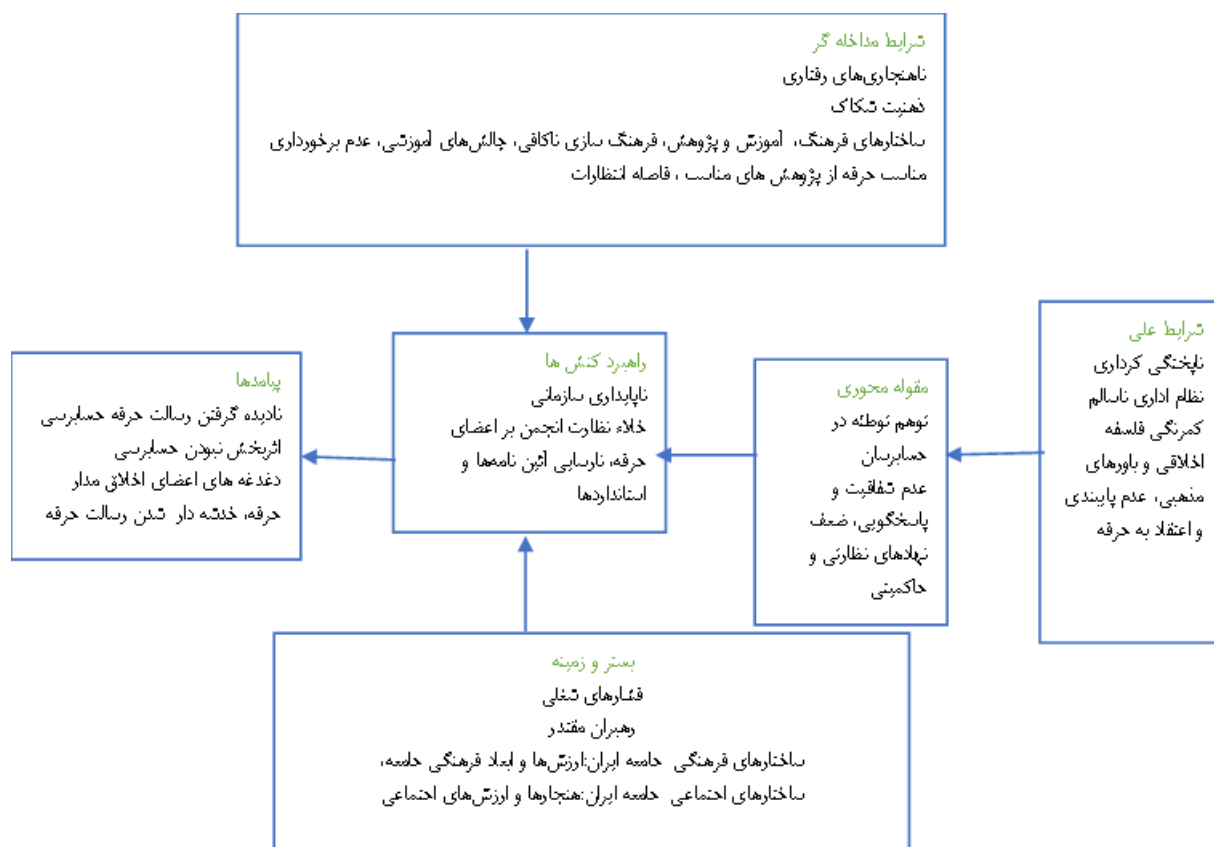 شرایط مداخله گر
ناهنجاری‌های رفتاری
ذهنیت شکاک
ساختارهای فرهنگ، آموزش و پژوهش، فرهنگ سازی ناکافی، چالش‌های آموزشی، عدم برخورداری
مناسب حرفه از پژوهش های مناسب ، فاصله انتظارات
شرایط علی
ناپختگی کرداری
نظام اداری ناسالم
کمرنگی فلسفه
اخلاقی و باورهای
مذهبی، عدم پایبندی
و اعتقاد به حرفه
مقوله محوری
توهم توطئه در
حسابرسان
عدم شفافیت و
پاسخگویی، ضعف
نهادهای نظارتی و
حاکمیتی
راهبرد کنش ها
ناپایداری سازمانی
خلاء نظارت انجمن بر اعضای
حرفه، نارسایی آئین نامه‌ها و
استانداردها
پیامدها
نادیده گرفتن رسالت حرفه حسابرسی
اثربخش نبودن حسابرسی
دغدغه های اعضای اخلاق مدار
حرفه، خدشه دار شدن رسالت حرفه
بستر و زمینه
فشارهای شغلی
رهبران مقتدر
ساختارهای فرهنگی جامعه ایران:ارزش‌ها و ابعاد فرهنگی جامعه،
ساختارهای اجتماعی جامعه ایران:هنجارها و ارزش‌های اجتماعی